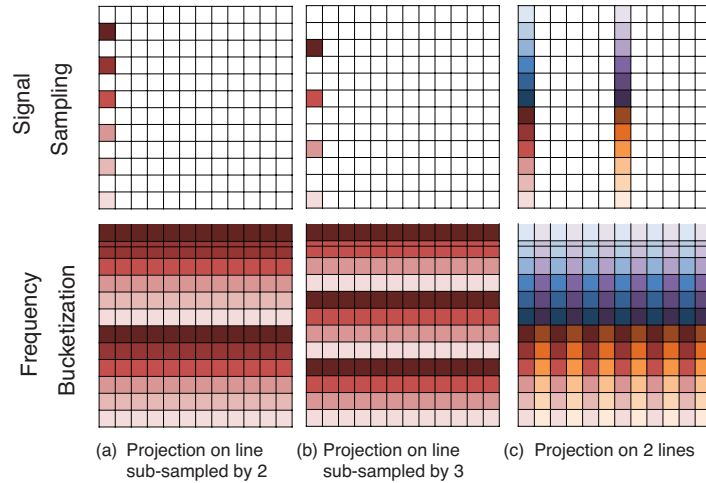 Signal
Sampling
Frequency
Bucketization
(a) Projection on line
sub-sampled by 2
(b) Projection on line
sub-sampled by 3
(c) Projection on 2 lines